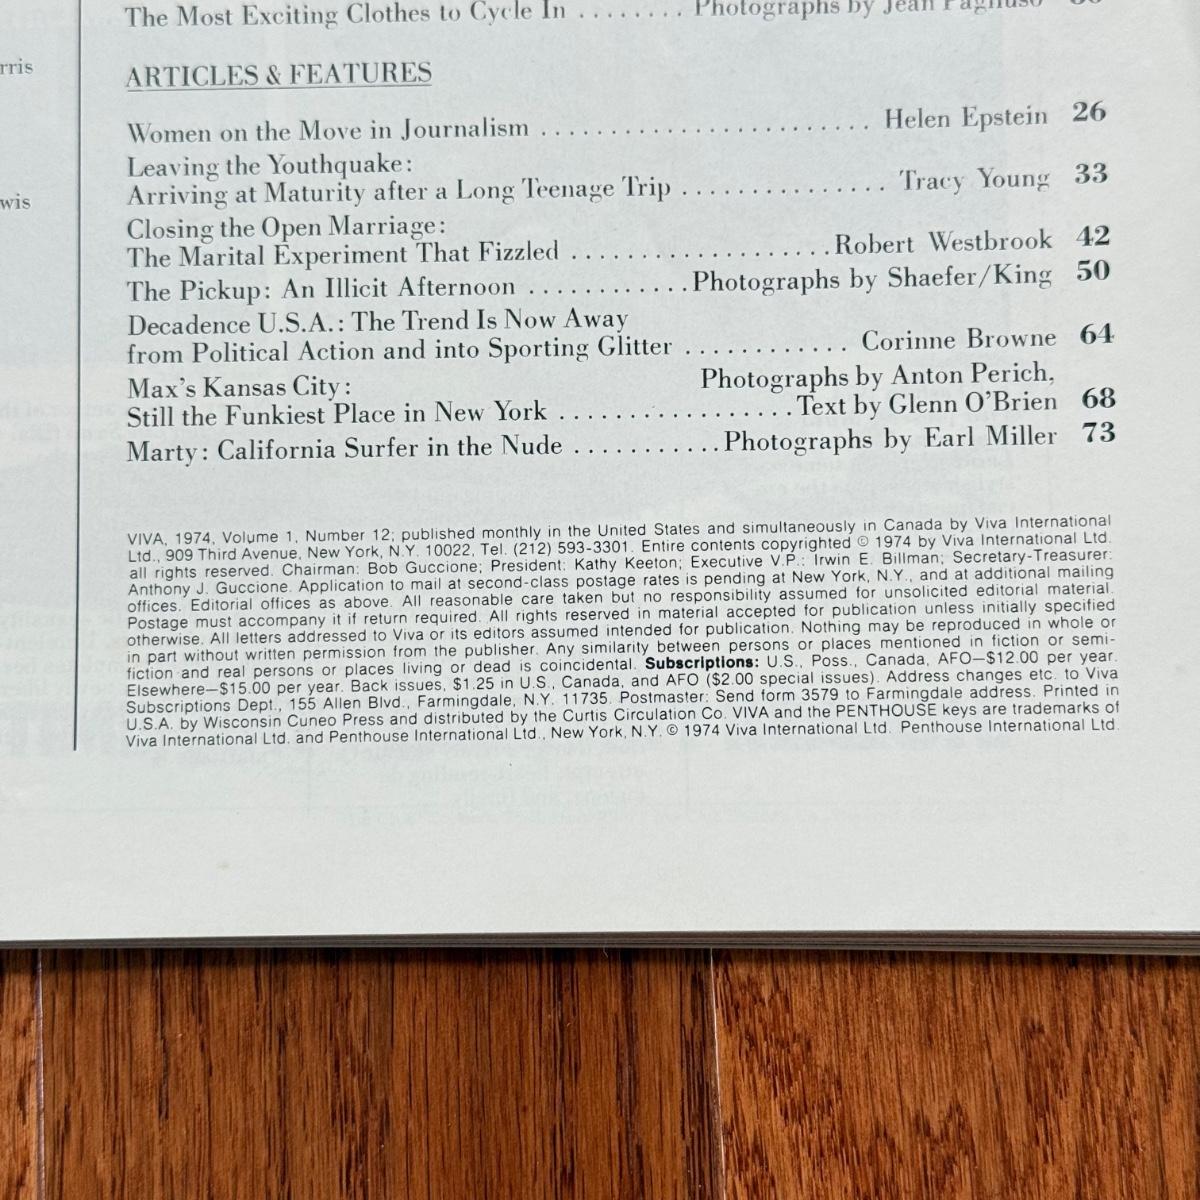 The Most Exciting Clothes to Cycle In ........ Photographs by Jean Pagliuso
rris
ARTICLES & FEATURES
Women on the Move in Journalism ........................ Helen Epstein 26
Leaving the Youthquake:
Arriving at Maturity after a Long Teenage Trip ............... Tracy Young 33
wis
Closing the Open Marriage:
The Marital Experiment That Fizzled ................... Robert Westbrook 42
The Pickup: An Illicit Afternoon ............ Photographs by Shaefer/King 50
Decadence U.S.A.: The Trend Is Now Away
from Political Action and into Sporting Glitter ............ Corinne Browne 64
Max's Kansas City: Photographs by Anton Perich,
Still the Funkiest Place in New York ................. Text by Glenn O'Brien 68
Marty: California Surfer in the Nude ........... Photographs by Earl Miller 73
VIVA, 1974, Volume 1, Number 12; published monthly in the United States and simultaneously in Canada by Viva International
Ltd., 909 Third Avenue, New York, N.Y. 10022, Tel. (212) 593-3301. Entire contents copyrighted © 1974 by Viva International Ltd.
all rights reserved. Chairman: Bob Guccione; President: Kathy Keeton; Executive V.P.: Irwin E. Billman; Secretary-Treasurer:
Anthony J. Guccione. Application to mail at second-class postage rates is pending at New York, N.Y., and at additional mailing
offices. Editorial offices as above. All reasonable care taken but no responsibility assumed for unsolicited editorial material.
Postage must accompany it if return required. All rights reserved in material accepted for publication unless initially specified
otherwise. All letters addressed to Viva or its editors assumed intended for publication. Nothing may be reproduced in whole or
in part without written permission from the publisher. Any similarity between persons or places mentioned in fiction or semi-
fiction and real persons or places living or dead is coincidental. Subscriptions: U.S., Poss., Canada, AFO—$12.00 per year.
Elsewhere—$15.00 per year. Back issues, $1.25 in U.S., Canada, and AFO ($2.00 special issues). Address changes etc. to Viva
Subscriptions Dept., 155 Allen Blvd., Farmingdale, N.Y. 11735. Postmaster: Send form 3579 to Farmingdale address. Printed in
U.S.A. by Wisconsin Cuneo Press and distributed by the Curtis Circulation Co. VIVA and the PENTHOUSE keys are trademarks of
Viva International Ltd. and Penthouse International Ltd., New York, N.Y. © 1974 Viva International Ltd. Penthouse International Ltd.